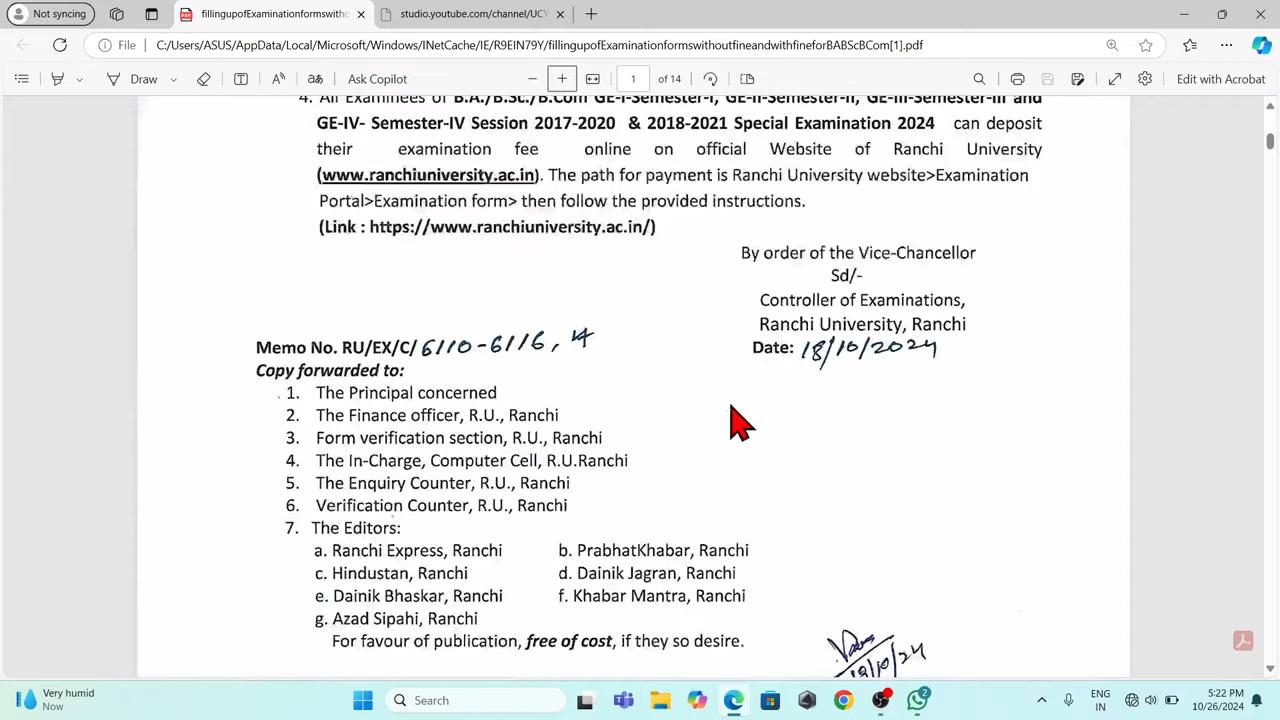 Not syncing
fillingupofExaminationformswitho
studio.youtube.com/channel/UCY
File
C:/Users/ASUS/AppData/Local/Microsoft/Windows/INetCache/IE/R9EIN79Y/fillingupofExaminationformswithoutfineandwithfineforBABScBCom[1].pdf
Draw
Ask Copilot
1 of 14
Edit with Acrobat
4. All Examinees of B.A./B.Sc./B.Com GE-I-Semester-I, GE-II-Semester-II, GE-III-Semester-III and
GE-IV- Semester-IV Session 2017-2020 & 2018-2021 Special Examination 2024 can deposit
their examination fee online on official Website of Ranchi University
(www.ranchiuniversity.ac.in). The path for payment is Ranchi University website>Examination
Portal>Examination form> then follow the provided instructions.
(Link : https://www.ranchiuniversity.ac.in/)
By order of the Vice-Chancellor
Sd/-
Controller of Examinations,
Ranchi University, Ranchi
Memo No. RU/EX/C/ 6110-6116, 4
Date: 18/10/2024
Copy forwarded to:
1. The Principal concerned
2. The Finance officer, R.U., Ranchi
3. Form verification section, R.U., Ranchi
4. The In-Charge, Computer Cell, R.U.Ranchi
5. The Enquiry Counter, R.U., Ranchi
6. Verification Counter, R.U., Ranchi
7. The Editors:
a. Ranchi Express, Ranchi b. PrabhatKhabar, Ranchi
c. Hindustan, Ranchi d. Dainik Jagran, Ranchi
e. Dainik Bhaskar, Ranchi f. Khabar Mantra, Ranchi
g. Azad Sipahi, Ranchi
For favour of publication, free of cost, if they so desire.
18/10/24
Very humid
Now
Search
2
ENG
IN
5:22 PM
10/26/2024